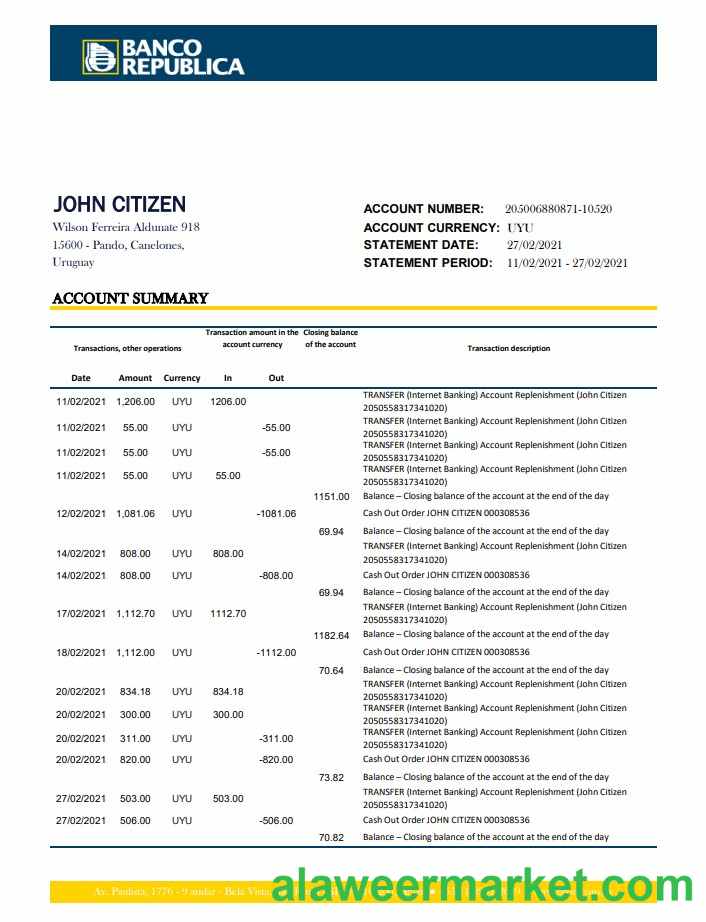 BANCO
REPUBLICA
JOHN CITIZEN
Wilson Ferreira Aldunate 918
15600 - Pando, Canelones,
Uruguay
ACCOUNT NUMBER: 205006880871-10520
ACCOUNT CURRENCY: UYU
STATEMENT DATE: 27/02/2021
STATEMENT PERIOD: 11/02/2021 - 27/02/2021
ACCOUNT SUMMARY
Transactions, other operations
Transaction amount in the
account currency
Closing balance
of the account
Transaction description
Date Amount Currency In Out
11/02/2021 1,206.00 UYU 1206.00 TRANSFER (Internet Banking) Account Replenishment (John Citizen
2050558317341020)
11/02/2021 55.00 UYU -55.00 TRANSFER (Internet Banking) Account Replenishment (John Citizen
2050558317341020)
11/02/2021 55.00 UYU -55.00 TRANSFER (Internet Banking) Account Replenishment (John Citizen
2050558317341020)
11/02/2021 55.00 UYU 55.00 TRANSFER (Internet Banking) Account Replenishment (John Citizen
2050558317341020)
1151.00 Balance – Closing balance of the account at the end of the day
12/02/2021 1,081.06 UYU -1081.06 Cash Out Order JOHN CITIZEN 000308536
69.94 Balance – Closing balance of the account at the end of the day
14/02/2021 808.00 UYU 808.00 TRANSFER (Internet Banking) Account Replenishment (John Citizen
2050558317341020)
14/02/2021 808.00 UYU -808.00 Cash Out Order JOHN CITIZEN 000308536
69.94 Balance – Closing balance of the account at the end of the day
17/02/2021 1,112.70 UYU 1112.70 TRANSFER (Internet Banking) Account Replenishment (John Citizen
2050558317341020)
1182.64 Balance – Closing balance of the account at the end of the day
18/02/2021 1,112.00 UYU -1112.00 Cash Out Order JOHN CITIZEN 000308536
70.64 Balance – Closing balance of the account at the end of the day
20/02/2021 834.18 UYU 834.18 TRANSFER (Internet Banking) Account Replenishment (John Citizen
2050558317341020)
20/02/2021 300.00 UYU 300.00 TRANSFER (Internet Banking) Account Replenishment (John Citizen
2050558317341020)
20/02/2021 311.00 UYU -311.00 TRANSFER (Internet Banking) Account Replenishment (John Citizen
2050558317341020)
20/02/2021 820.00 UYU -820.00 Cash Out Order JOHN CITIZEN 000308536
73.82 Balance – Closing balance of the account at the end of the day
27/02/2021 503.00 UYU 503.00 TRANSFER (Internet Banking) Account Replenishment (John Citizen
2050558317341020)
27/02/2021 506.00 UYU -506.00 Cash Out Order JOHN CITIZEN 000308536
70.82 Balance – Closing balance of the account at the end of the day
Av. Paulista, 1776 - 9 andar - Bela Vista,
alaweermarket.com